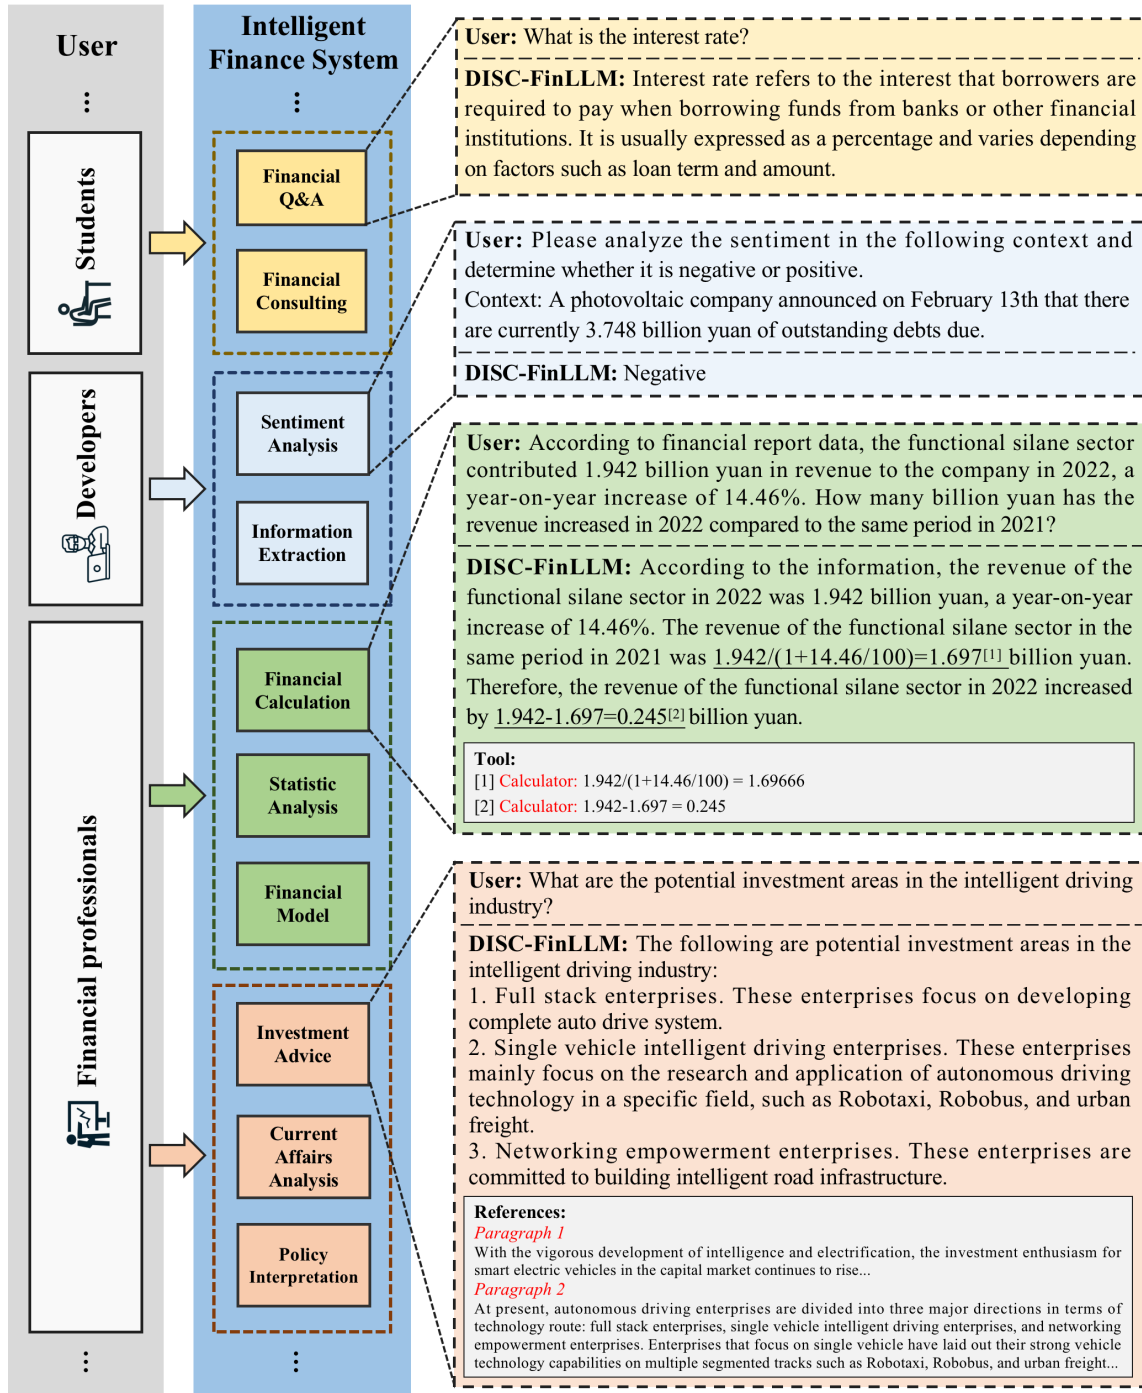 User
Intelligent
Finance System
...
...
Students
Financial
Q&A
Financial
Consulting
Developers
Sentiment
Analysis
Information
Extraction
Financial professionals
Financial
Calculation
Statistic
Analysis
Financial
Model
Investment
Advice
Current
Affairs
Analysis
Policy
Interpretation
...
...
User: What is the interest rate?
DISC-FinLLM: Interest rate refers to the interest that borrowers are
required to pay when borrowing funds from banks or other financial
institutions. It is usually expressed as a percentage and varies depending
on factors such as loan term and amount.
User: Please analyze the sentiment in the following context and
determine whether it is negative or positive.
Context: A photovoltaic company announced on February 13th that there
are currently 3.748 billion yuan of outstanding debts due.
DISC-FinLLM: Negative
User: According to financial report data, the functional silane sector
contributed 1.942 billion yuan in revenue to the company in 2022, a
year-on-year increase of 14.46%. How many billion yuan has the
revenue increased in 2022 compared to the same period in 2021?
DISC-FinLLM: According to the information, the revenue of the
functional silane sector in 2022 was 1.942 billion yuan, a year-on-year
increase of 14.46%. The revenue of the functional silane sector in the
same period in 2021 was 1.942/(1+14.46/100)=1.697[1] billion yuan.
Therefore, the revenue of the functional silane sector in 2022 increased
by 1.942-1.697=0.245[2] billion yuan.
Tool:
[1] Calculator: 1.942/(1+14.46/100) = 1.69666
[2] Calculator: 1.942-1.697 = 0.245
User: What are the potential investment areas in the intelligent driving
industry?
DISC-FinLLM: The following are potential investment areas in the
intelligent driving industry:
1. Full stack enterprises. These enterprises focus on developing
complete auto drive system.
2. Single vehicle intelligent driving enterprises. These enterprises
mainly focus on the research and application of autonomous driving
technology in a specific field, such as Robotaxi, Robobus, and urban
freight.
3. Networking empowerment enterprises. These enterprises are
committed to building intelligent road infrastructure.
References:
Paragraph 1
With the vigorous development of intelligence and electrification, the investment enthusiasm for
smart electric vehicles in the capital market continues to rise...
Paragraph 2
At present, autonomous driving enterprises are divided into three major directions in terms of
technology route: full stack enterprises, single vehicle intelligent driving enterprises, and networking
empowerment enterprises. Enterprises that focus on single vehicle have laid out their strong vehicle
technology capabilities on multiple segmented tracks such as Robotaxi, Robobus, and urban freight...